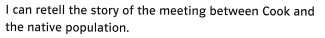 I can retell the story of the meeting between Cook and
the native population.